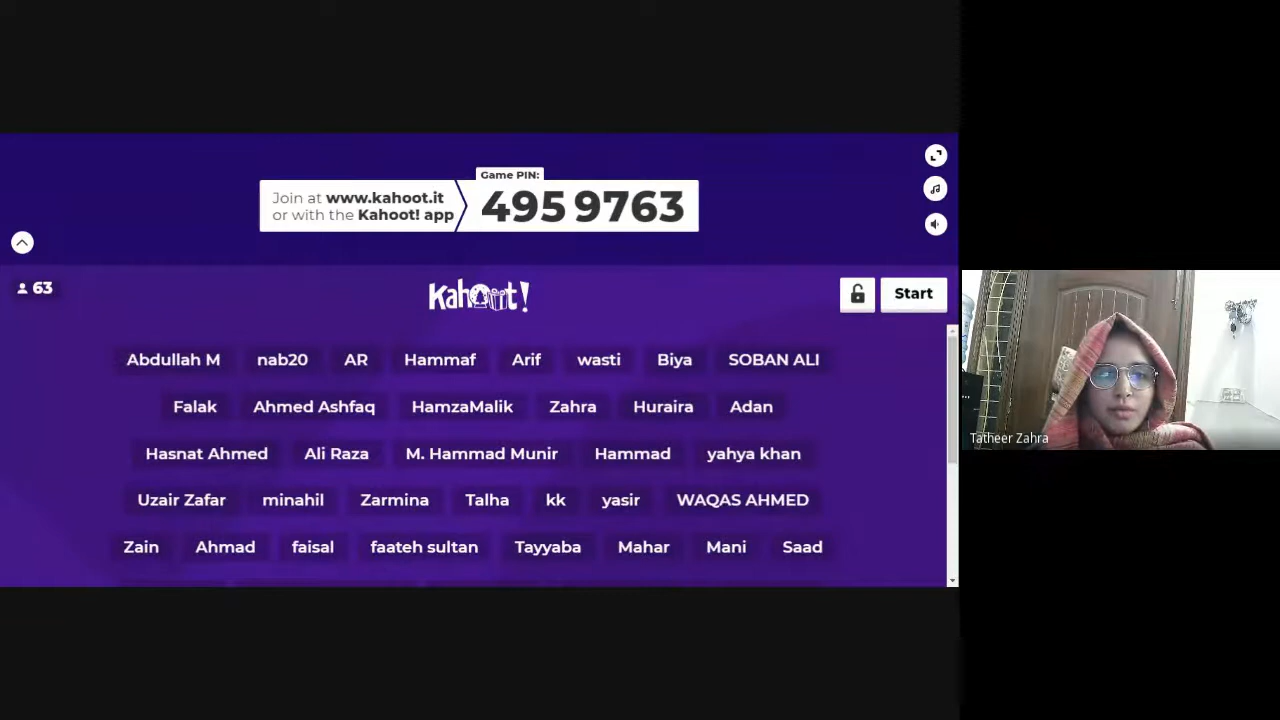 Game PIN:
Join at www.kahoot.it
or with the Kahoot! app
495 9763
63
Kahoot!
Start
Abdullah M nab20 AR Hammaf Arif wasti Biya SOBAN ALI
Falak Ahmed Ashfaq HamzaMalik Zahra Huraira Adan
Hasnat Ahmed Ali Raza M. Hammad Munir Hammad yahya khan
Uzair Zafar minahil Zarmina Talha kk yasir WAQAS AHMED
Zain Ahmad faisal faateh sultan Tayyaba Mahar Mani Saad
Tatheer Zahra